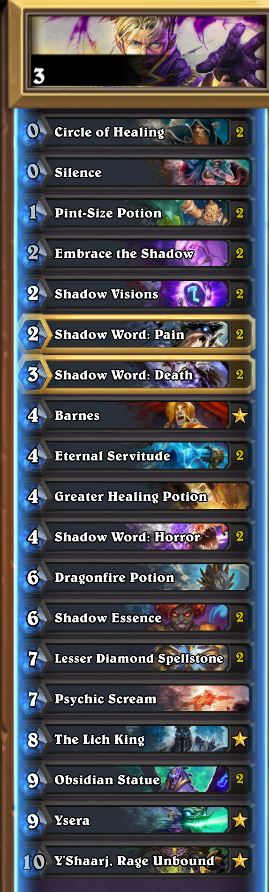 3
0 Circle of Healing 2
0 Silence
1 Pint-Size Potion 2
2 Embrace the Shadow 2
2 Shadow Visions 2
2 Shadow Word: Pain 2
3 Shadow Word: Death 2
4 Barnes
4 Eternal Servitude 2
4 Greater Healing Potion
4 Shadow Word: Horror 2
6 Dragonfire Potion
6 Shadow Essence 2
7 Lesser Diamond Spellstone 2
7 Psychic Scream
8 The Lich King
9 Obsidian Statue 2
9 Ysera
10 Y'Shaarj, Rage Unbound